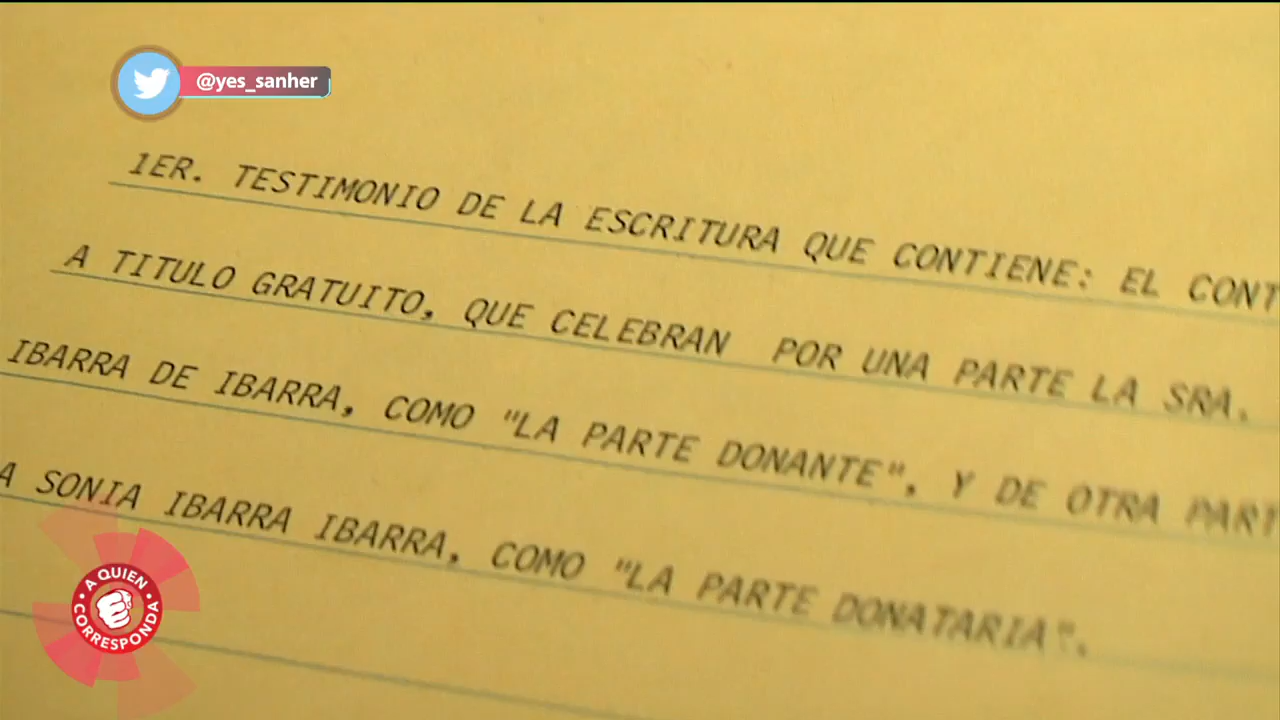 @yes_sanher
1ER. TESTIMONIO DE LA ESCRITURA QUE CONTIENE: EL CONT
A TITULO GRATUITO, QUE CELEBRAN POR UNA PARTE LA SRA.
IBARRA DE IBARRA, COMO "LA PARTE DONANTE", Y DE OTRA PART
A SONIA IBARRA IBARRA, COMO "LA PARTE DONATARIA".
A QUIEN
CORRESPONDA